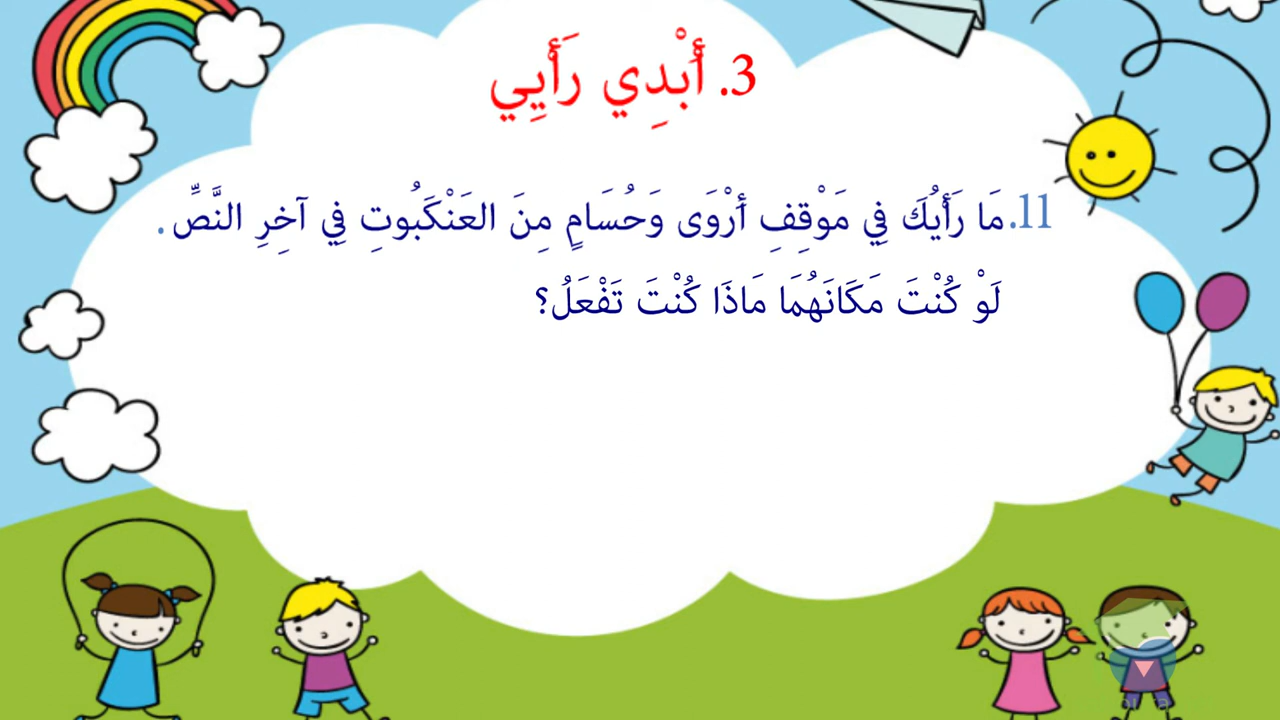 3. أَبْدِي رَأْيِي
11. مَا رَأْيُكَ فِي مَوْقِفِ أَرْوَى وَحُسَامٍ مِنَ العَنْكَبُوتِ فِي آخِرِ النَّصِّ.
لَوْ كُنْتَ مَكَانَهُمَا مَاذَا كُنْتَ تَفْعَلُ؟